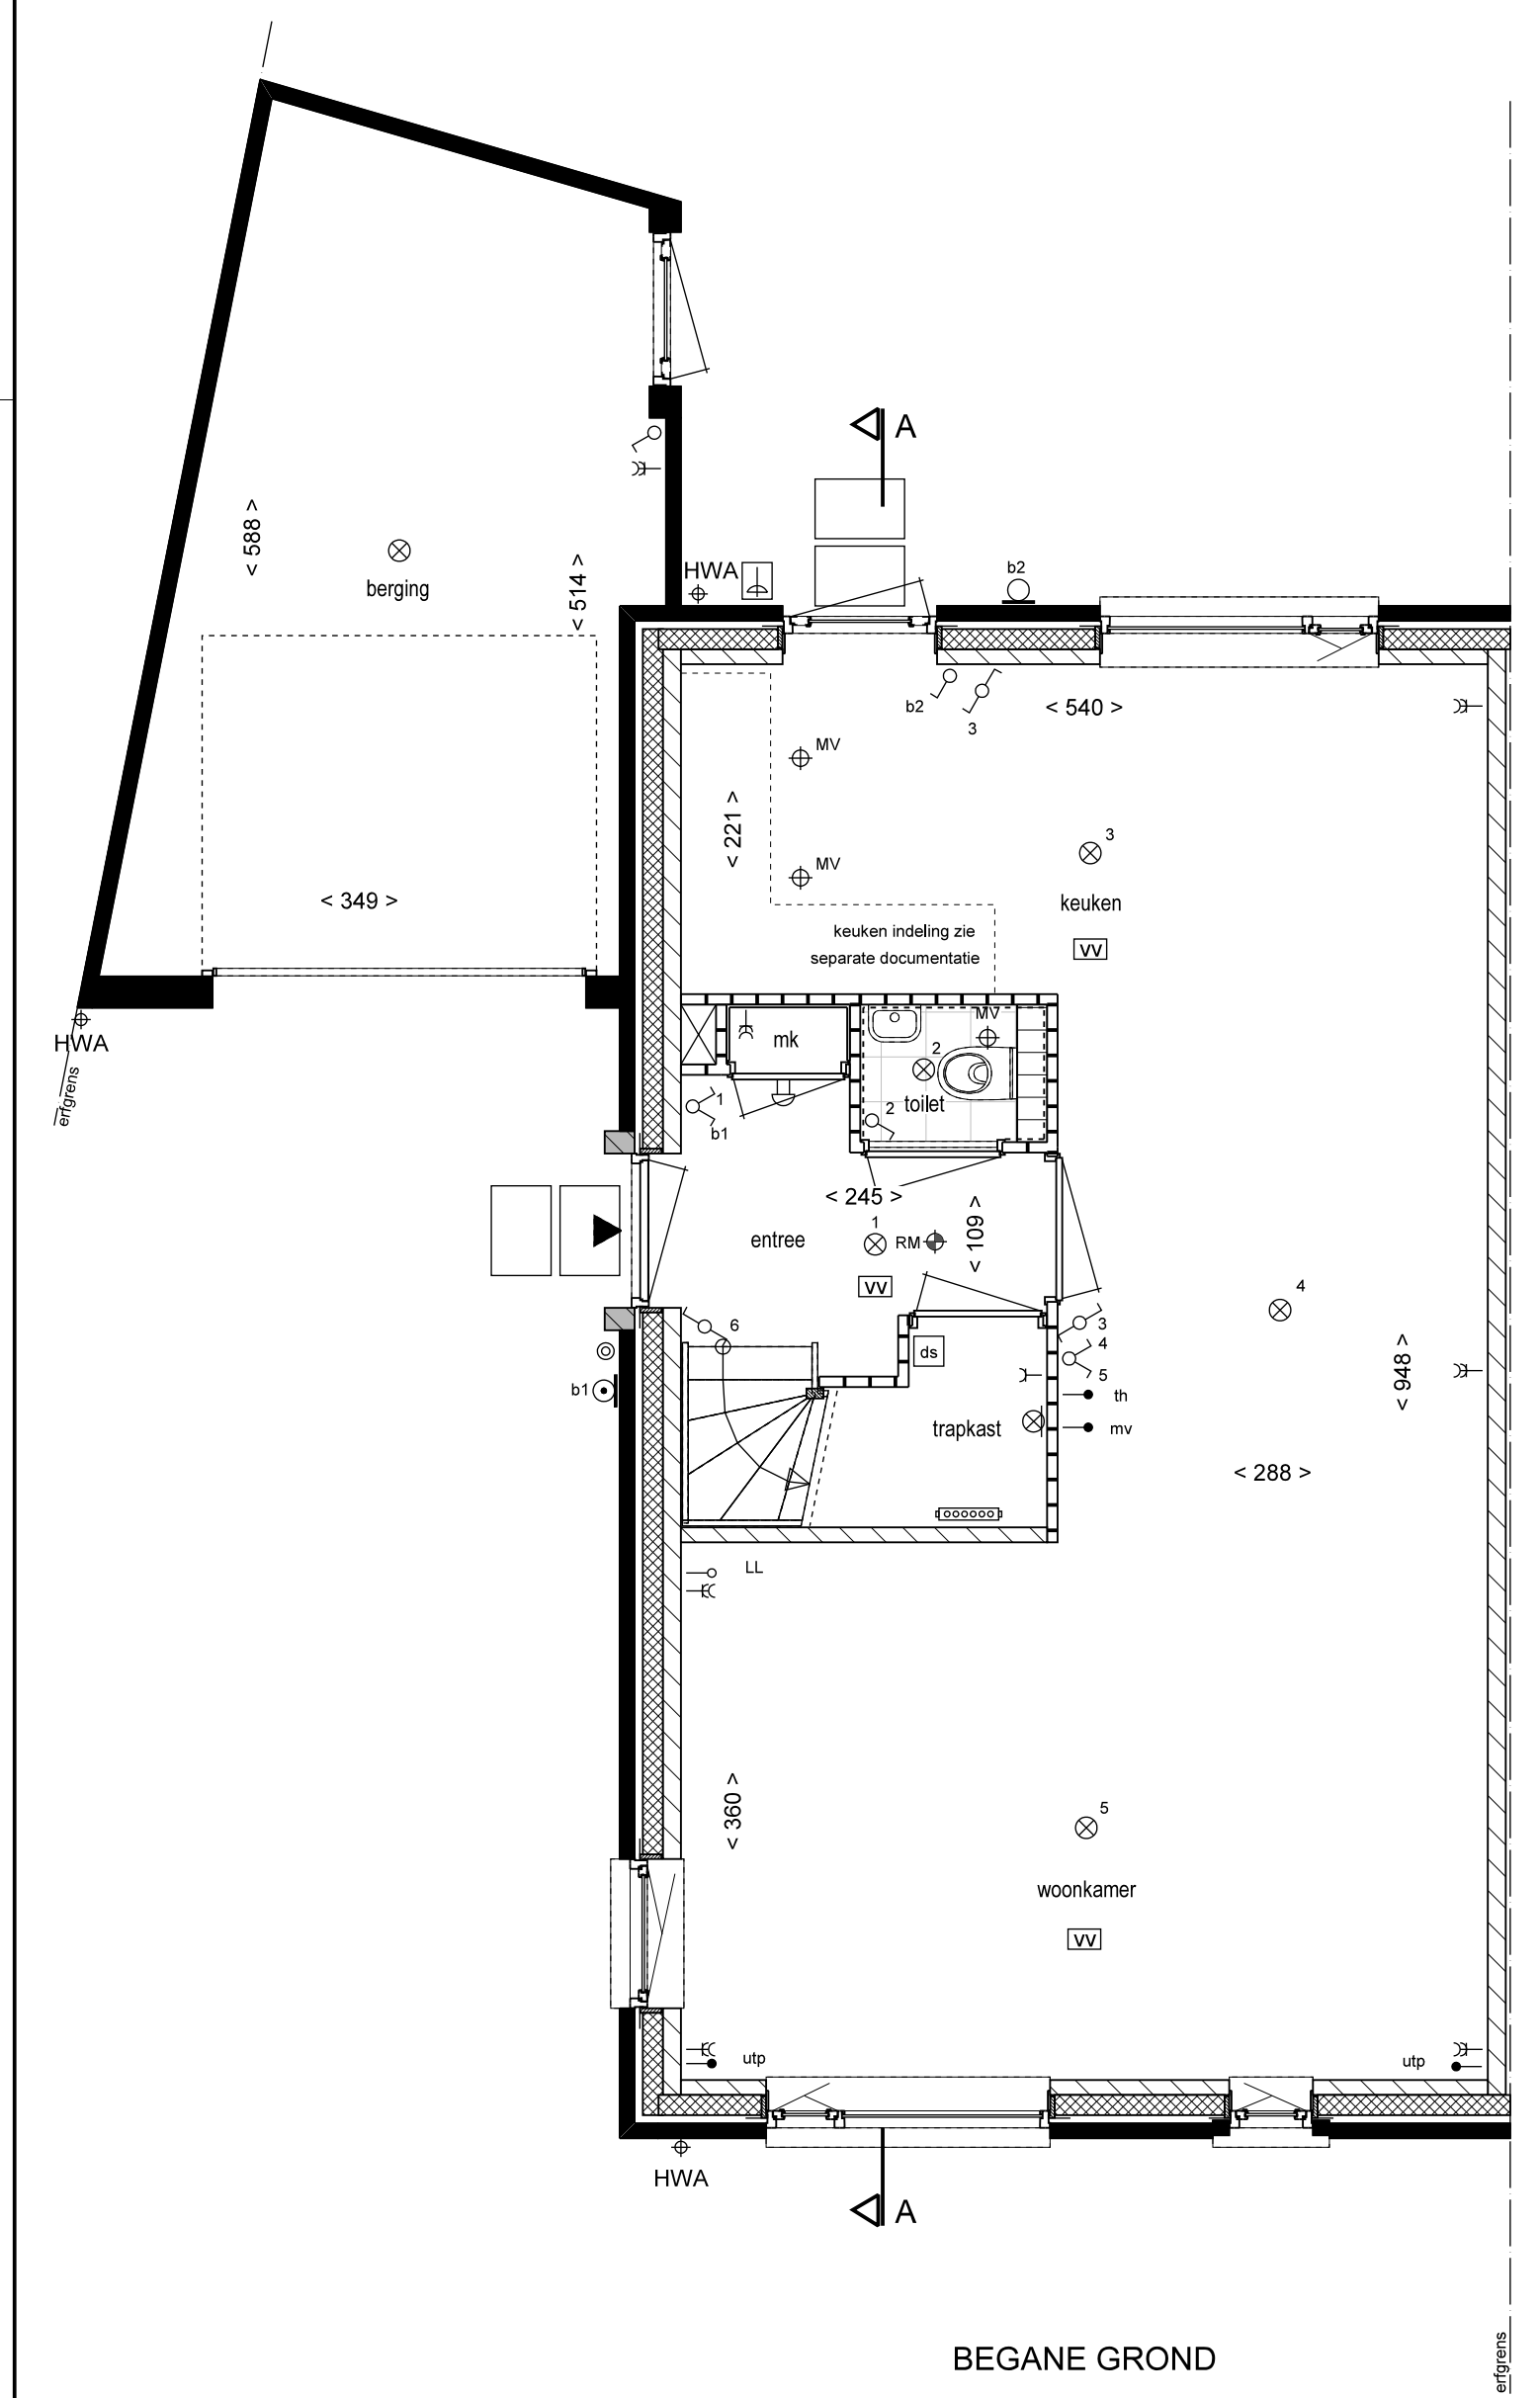 A
< 588 >
berging
< 514 >
HWA
b2
b2
3
< 540 >
MV
< 221 >
MV
3
keuken
vv
< 349 >
keuken indeling zie
separate documentatie
HWA
erfgrens
mk
MV
2
toilet
2
1
b1
< 245 >
1
entree
RM
< 109 >
vv
4
6
ds
3
4
5
b1
th
mv
trapkast
< 948 >
< 288 >
LL
< 360 >
5
woonkamer
vv
utp
utp
HWA
A
BEGANE GROND
erfgrens